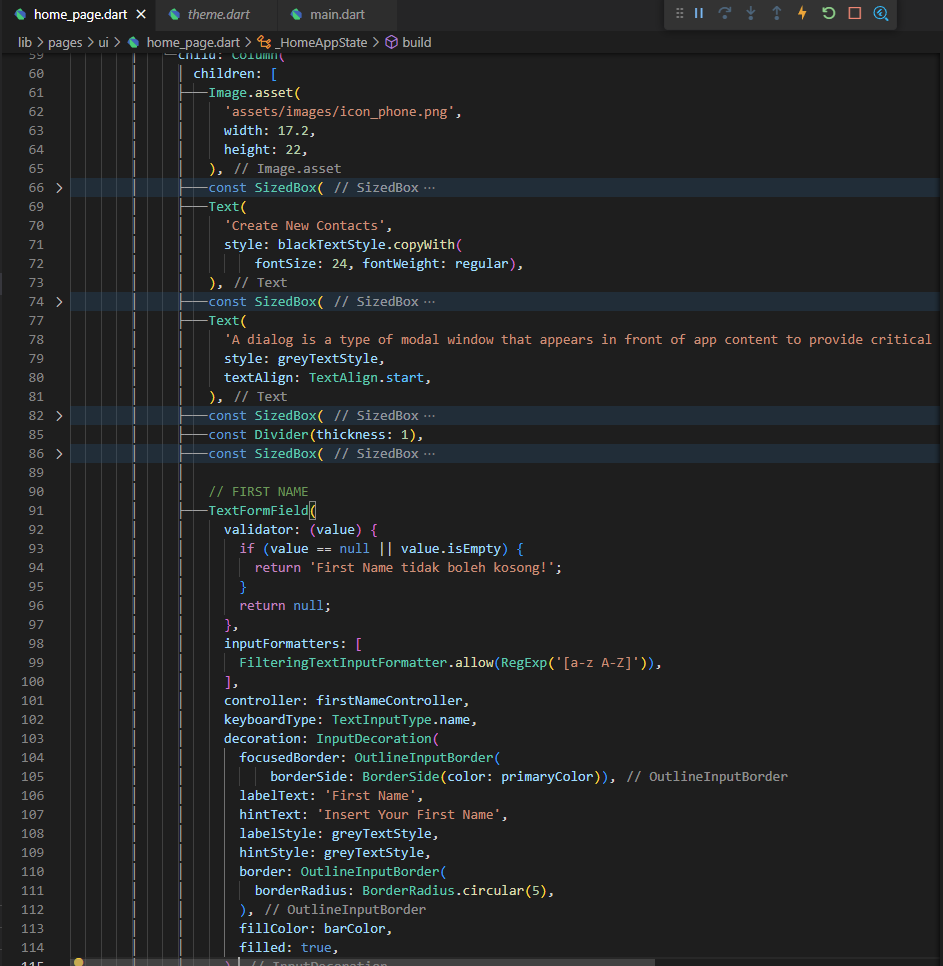 home_page.dart
theme.dart
main.dart
lib > pages > ui > home_page.dart > _HomeAppState > build
59 child: Column(
60 children: [
61 Image.asset(
62 'assets/images/icon_phone.png',
63 width: 17.2,
64 height: 22,
65 ), // Image.asset
66 const SizedBox( // SizedBox ···
69 Text(
70 'Create New Contacts',
71 style: blackTextStyle.copyWith(
72 fontSize: 24, fontWeight: regular),
73 ), // Text
74 const SizedBox( // SizedBox ···
77 Text(
78 'A dialog is a type of modal window that appears in front of app content to provide critical
79 style: greyTextStyle,
80 textAlign: TextAlign.start,
81 ), // Text
82 const SizedBox( // SizedBox ···
85 const Divider(thickness: 1),
86 const SizedBox( // SizedBox ···
89
90 // FIRST NAME
91 TextFormField(
92 validator: (value) {
93 if (value == null || value.isEmpty) {
94 return 'First Name tidak boleh kosong!';
95 }
96 return null;
97 },
98 inputFormatters: [
99 FilteringTextInputFormatter.allow(RegExp('[a-z A-Z]')),
100 ],
101 controller: firstNameController,
102 keyboardType: TextInputType.name,
103 decoration: InputDecoration(
104 focusedBorder: OutlineInputBorder(
105 borderSide: BorderSide(color: primaryColor)), // OutlineInputBorder
106 labelText: 'First Name',
107 hintText: 'Insert Your First Name',
108 labelStyle: greyTextStyle,
109 hintStyle: greyTextStyle,
110 border: OutlineInputBorder(
111 borderRadius: BorderRadius.circular(5),
112 ), // OutlineInputBorder
113 fillColor: barColor,
114 filled: true,
115 ), // InputDecoration